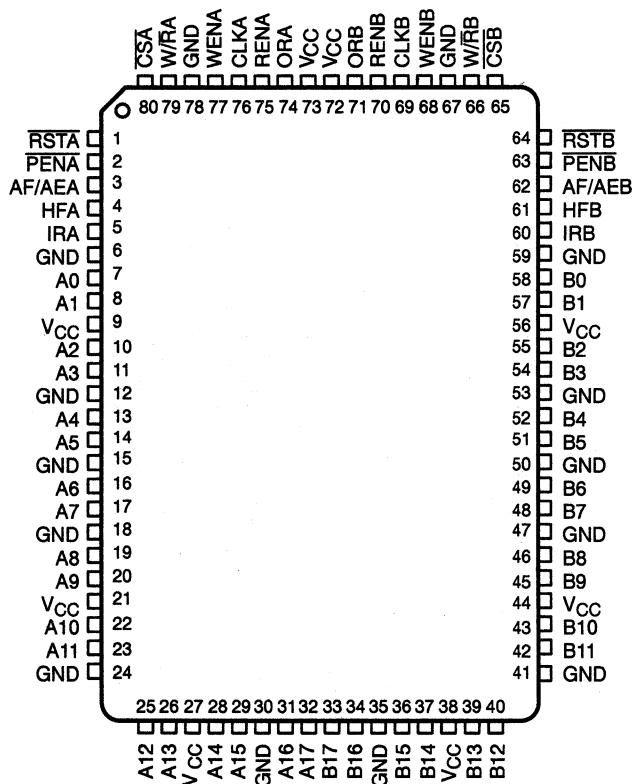 CSA W/RA GND WENA CLKA RENA ORA VCC VCC ORB RENB CLKB WENB GND W/RB CSB
80 79 78 77 76 75 74 73 72 71 70 69 68 67 66 65
RSTA 1 64 RSTB
PENA 2 63 PENB
AF/AEA 3 62 AF/AEB
HFA 4 61 HFB
IRA 5 60 IRB
GND 6 59 GND
A0 7 58 B0
A1 8 57 B1
VCC 9 56 VCC
A2 10 55 B2
A3 11 54 B3
GND 12 53 GND
A4 13 52 B4
A5 14 51 B5
GND 15 50 GND
A6 16 49 B6
A7 17 48 B7
GND 18 47 GND
A8 19 46 B8
A9 20 45 B9
VCC 21 44 VCC
A10 22 43 B10
A11 23 42 B11
GND 24 41 GND
25 26 27 28 29 30 31 32 33 34 35 36 37 38 39 40
A12 A13 VCC A14 A15 GND A16 A17 B17 B16 GND B15 B14 VCC B13 B12